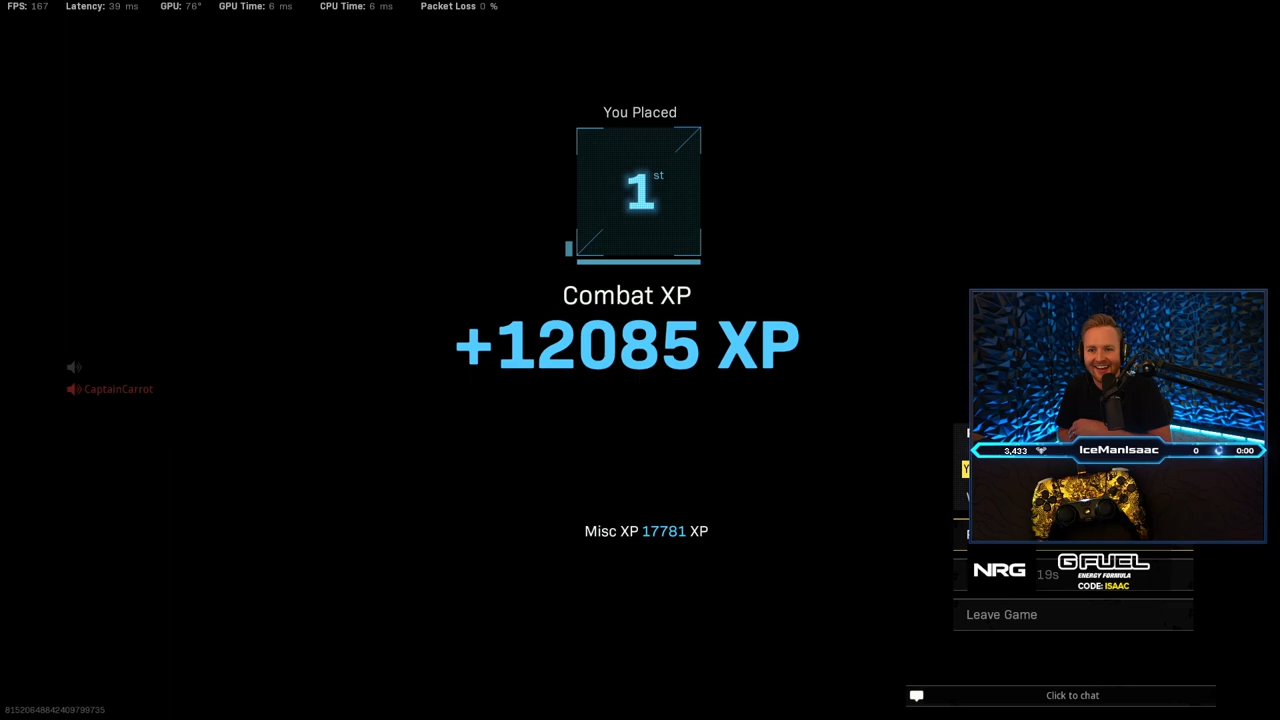 FPS: 167 Latency: 39 ms GPU: 76° GPU Time: 6 ms CPU Time: 6 ms Packet Loss 0 %
You Placed
1st
Combat XP
+12085 XP
CaptainCarrot
3,433 IceManIsaac 0 0:00
Misc XP 17781 XP
NRG
G FUEL
ENERGY FORMULA
CODE: ISAAC
19s
Leave Game
Click to chat
81520648842409799735